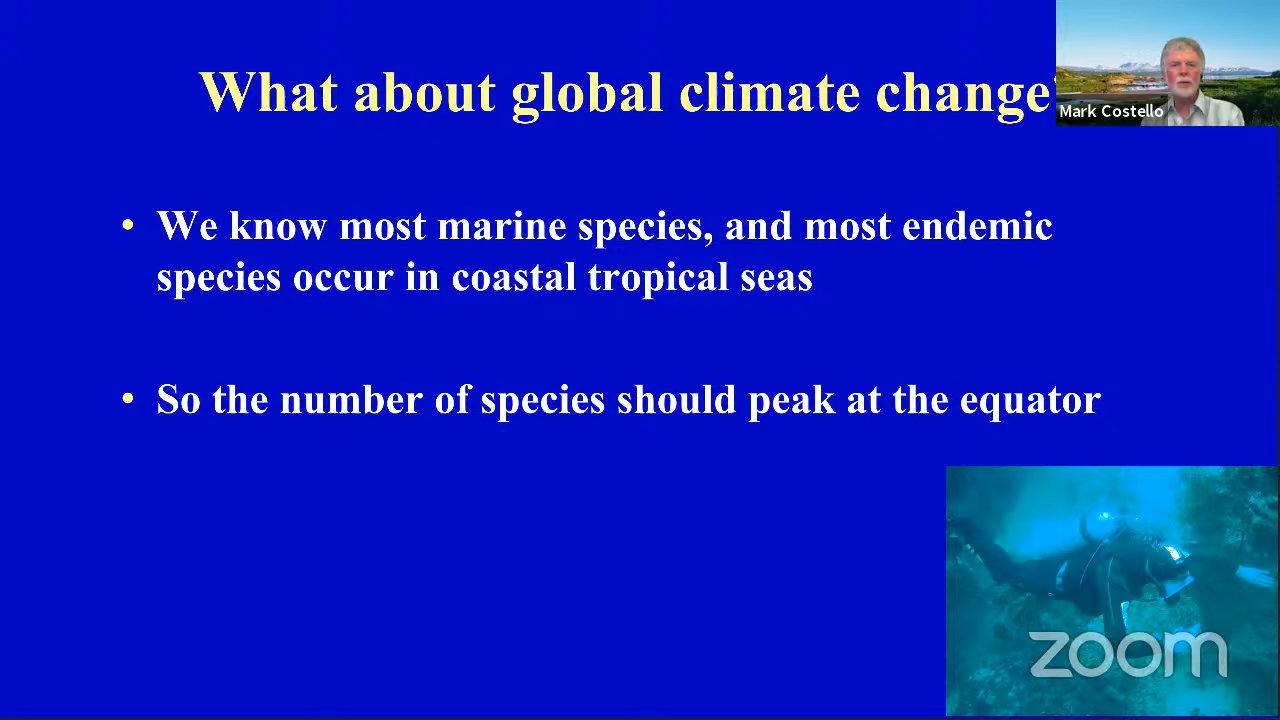 What about global climate change
Mark Costello
• We know most marine species, and most endemic
species occur in coastal tropical seas
• So the number of species should peak at the equator
zoom